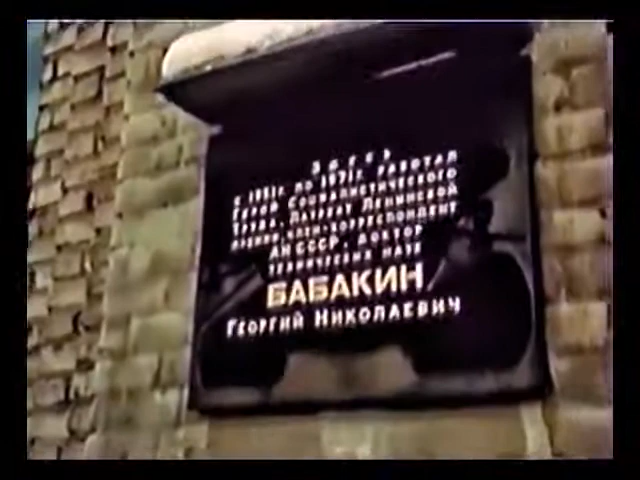 Здесь
с 1951г. по 1971г. работал
Герой Социалистического
Труда, лауреат Ленинской
премии, член-корреспондент
АН СССР, доктор
технических наук
БАБАКИН
Георгий Николаевич